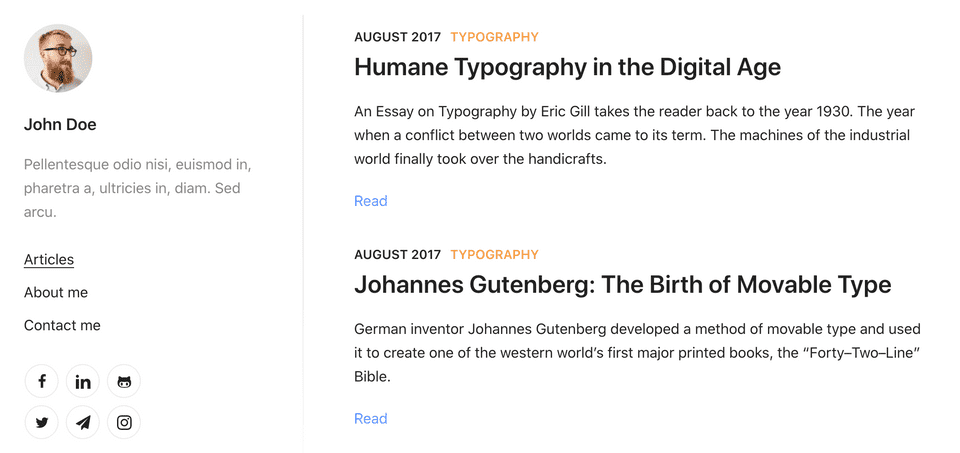 John Doe
Pellentesque odio nisi, euismod in,
pharetra a, ultricies in, diam. Sed
arcu.
Articles
About me
Contact me
AUGUST 2017 TYPOGRAPHY
Humane Typography in the Digital Age
An Essay on Typography by Eric Gill takes the reader back to the year 1930. The year
when a conflict between two worlds came to its term. The machines of the industrial
world finally took over the handicrafts.
Read
AUGUST 2017 TYPOGRAPHY
Johannes Gutenberg: The Birth of Movable Type
German inventor Johannes Gutenberg developed a method of movable type and used
it to create one of the western world’s first major printed books, the “Forty–Two–Line”
Bible.
Read